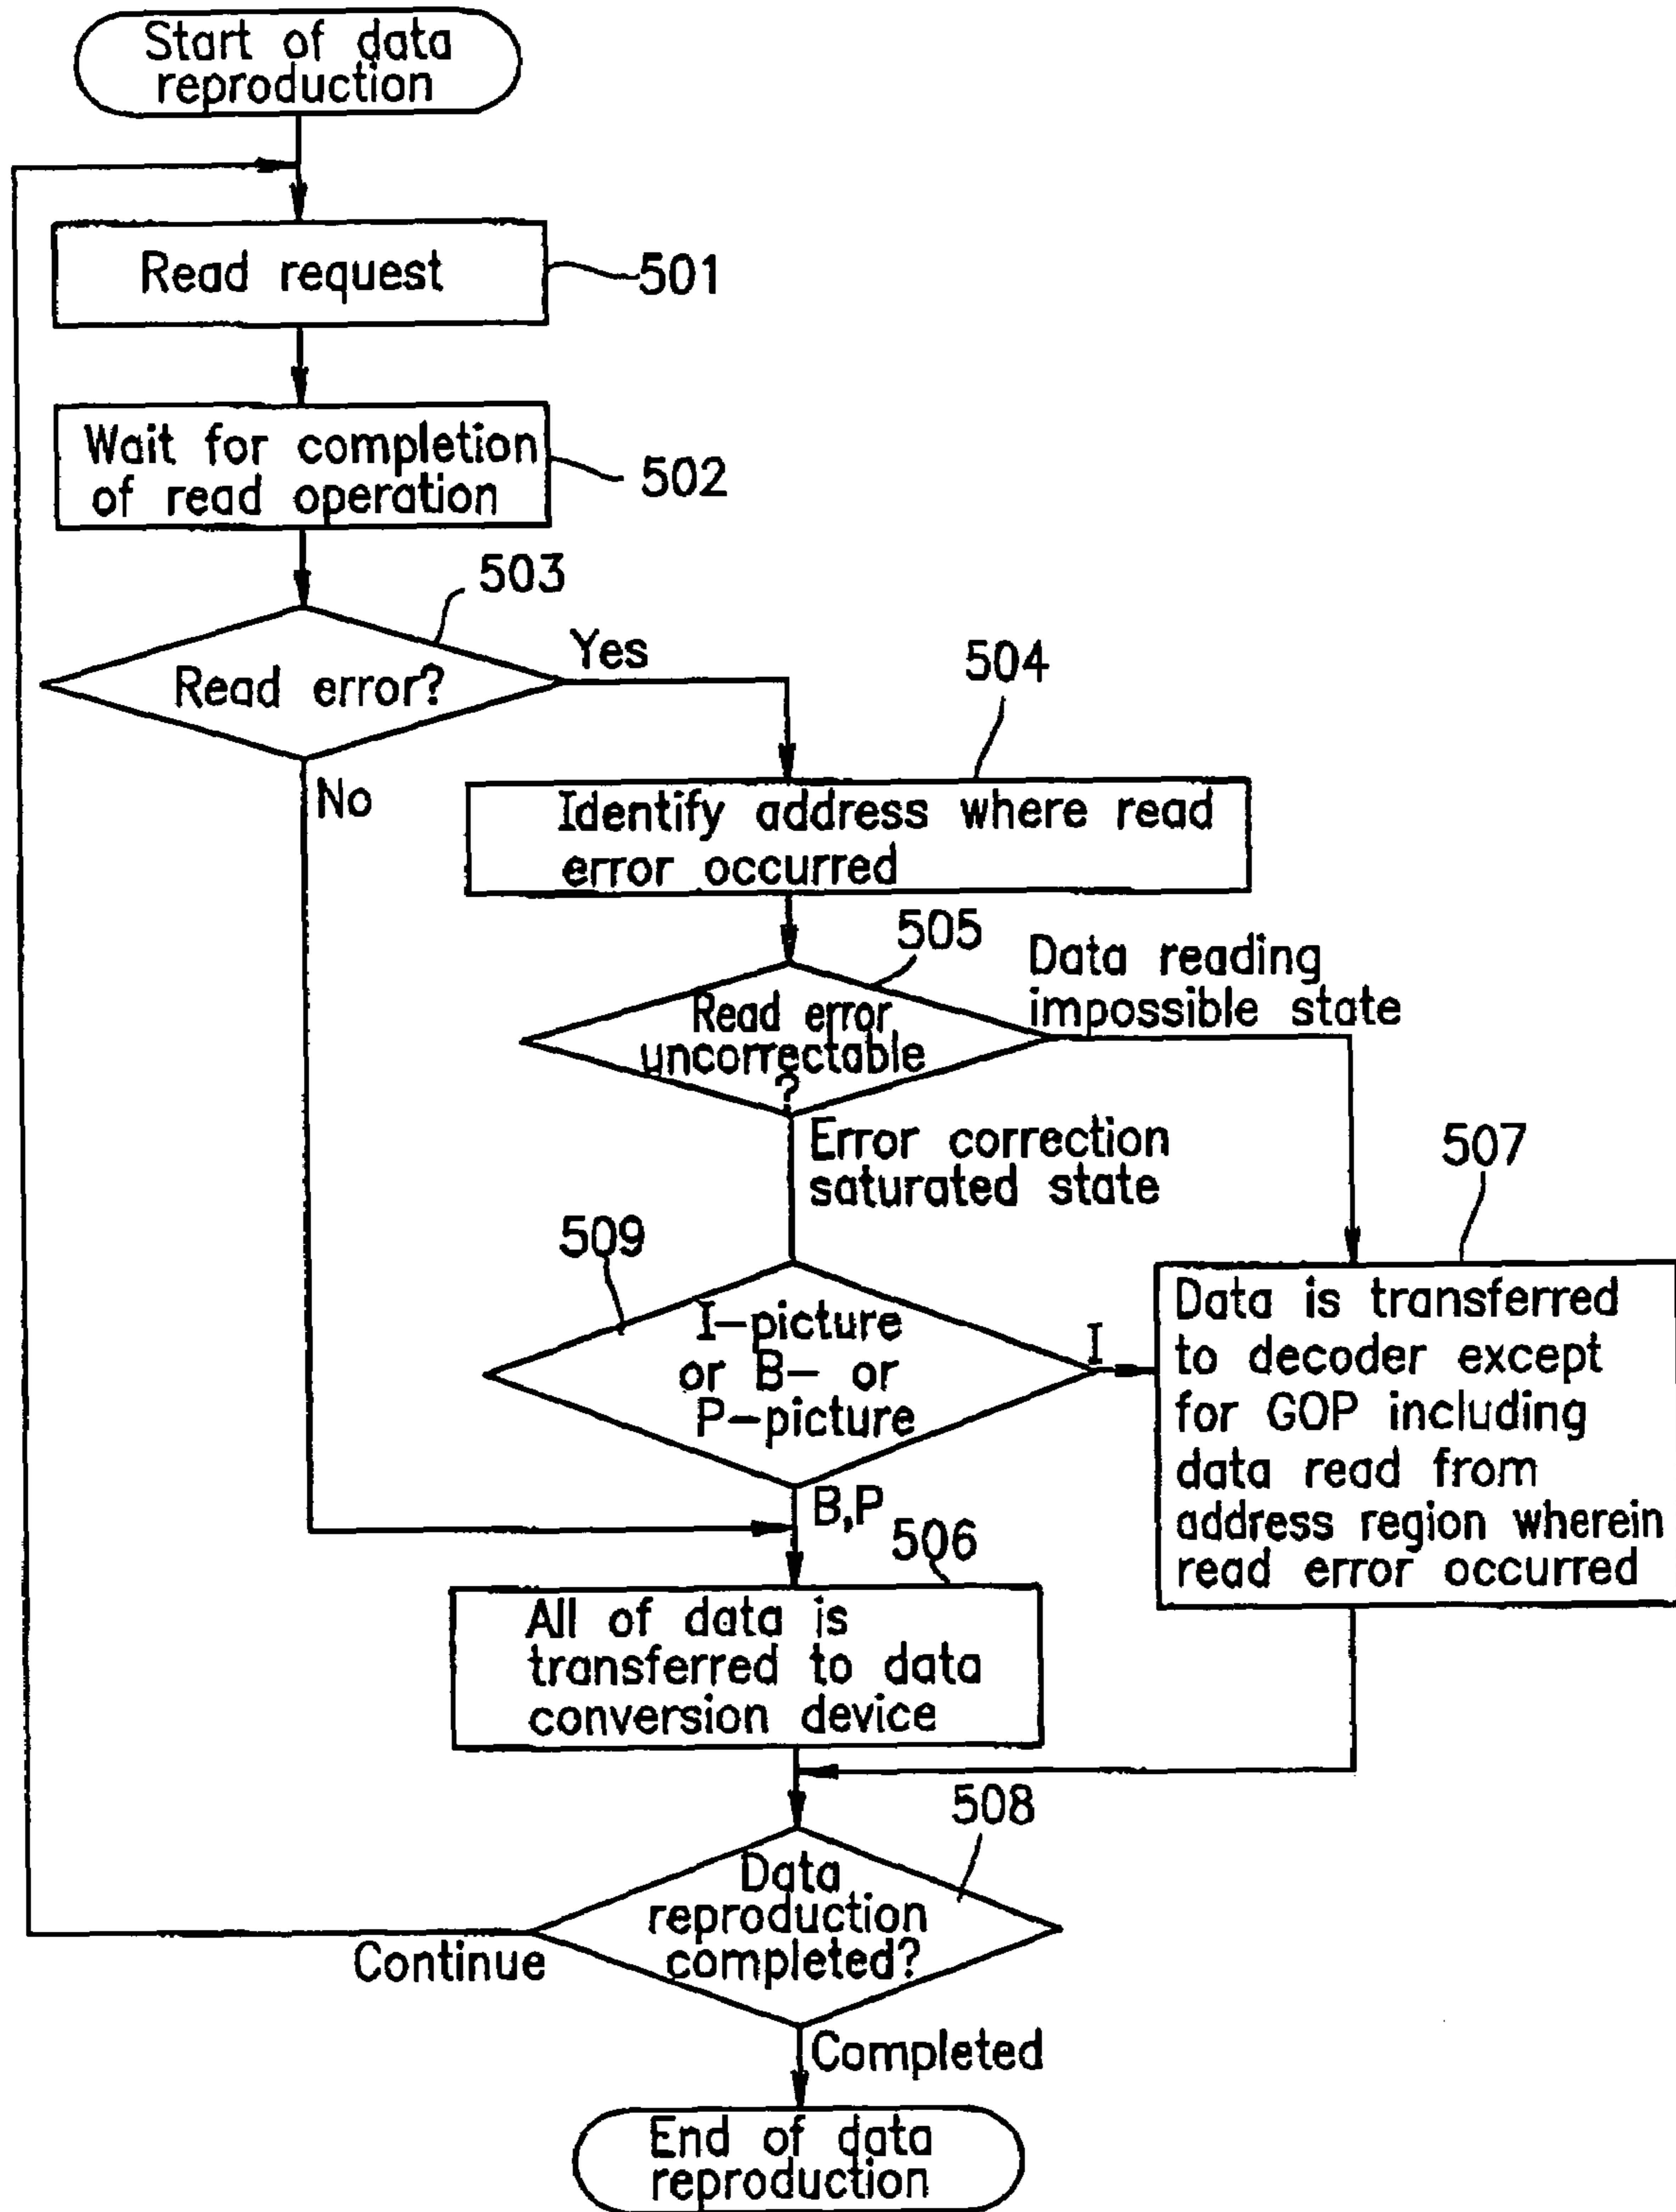 Start of data
reproduction
Read request
501
Wait for completion
of read operation
502
503
Read error?
Yes
No
504
Identify address where read
error occurred
505
Read error
uncorrectable
?
Data reading
impossible state
Error correction
saturated state
507
509
I-picture
or B- or
P-picture
I
Data is transferred
to decoder except
for GOP including
data read from
address region wherein
read error occurred
B,P
506
All of data is
transferred to data
conversion device
508
Data
reproduction
completed?
Continue
Completed
End of data
reproduction